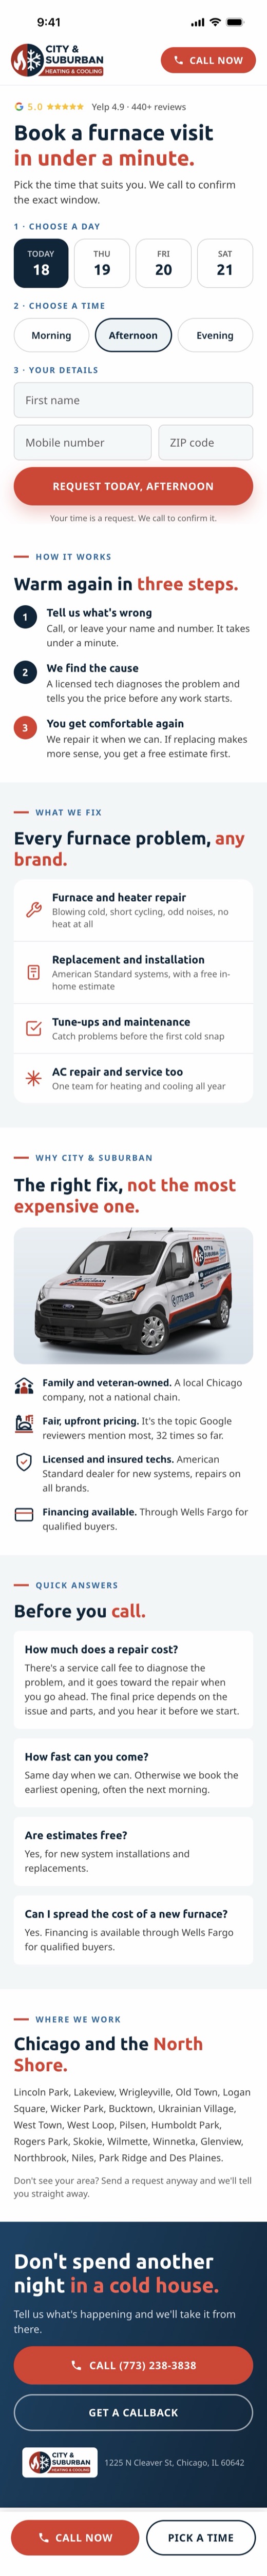 9:41
CITY &
SUBURBAN
HEATING & COOLING
CALL NOW
G 5.0 ★★★★★ Yelp 4.9 · 440+ reviews
Book a furnace visit
in under a minute.
Pick the time that suits you. We call to confirm
the exact window.
1 · CHOOSE A DAY
TODAY THU FRI SAT
18 19 20 21
2 · CHOOSE A TIME
Morning Afternoon Evening
3 · YOUR DETAILS
First name
Mobile number ZIP code
REQUEST TODAY, AFTERNOON
Your time is a request. We call to confirm it.
HOW IT WORKS
Warm again in three steps.
1 Tell us what's wrong
Call, or leave your name and number. It takes
under a minute.
2 We find the cause
A licensed tech diagnoses the problem and
tells you the price before any work starts.
3 You get comfortable again
We repair it when we can. If replacing makes
more sense, you get a free estimate first.
WHAT WE FIX
Every furnace problem, any
brand.
Furnace and heater repair
Blowing cold, short cycling, odd noises, no
heat at all
Replacement and installation
American Standard systems, with a free in-
home estimate
Tune-ups and maintenance
Catch problems before the first cold snap
AC repair and service too
One team for heating and cooling all year
WHY CITY & SUBURBAN
The right fix, not the most
expensive one.
Family and veteran-owned. A local Chicago
company, not a national chain.
Fair, upfront pricing. It's the topic Google
reviewers mention most, 32 times so far.
Licensed and insured techs. American
Standard dealer for new systems, repairs on
all brands.
Financing available. Through Wells Fargo for
qualified buyers.
QUICK ANSWERS
Before you call.
How much does a repair cost?
There's a service call fee to diagnose the
problem, and it goes toward the repair when
you go ahead. The final price depends on the
issue and parts, and you hear it before we start.
How fast can you come?
Same day when we can. Otherwise we book the
earliest opening, often the next morning.
Are estimates free?
Yes, for new system installations and
replacements.
Can I spread the cost of a new furnace?
Yes. Financing is available through Wells Fargo
for qualified buyers.
WHERE WE WORK
Chicago and the North
Shore.
Lincoln Park, Lakeview, Wrigleyville, Old Town, Logan
Square, Wicker Park, Bucktown, Ukrainian Village,
West Town, West Loop, Pilsen, Humboldt Park,
Rogers Park, Skokie, Wilmette, Winnetka, Glenview,
Northbrook, Niles, Park Ridge and Des Plaines.
Don't see your area? Send a request anyway and we'll tell
you straight away.
Don't spend another
night in a cold house.
Tell us what's happening and we'll take it from
there.
CALL (773) 238-3838
GET A CALLBACK
CITY &
SUBURBAN
HEATING & COOLING
1225 N Cleaver St, Chicago, IL 60642
CALL NOW PICK A TIME